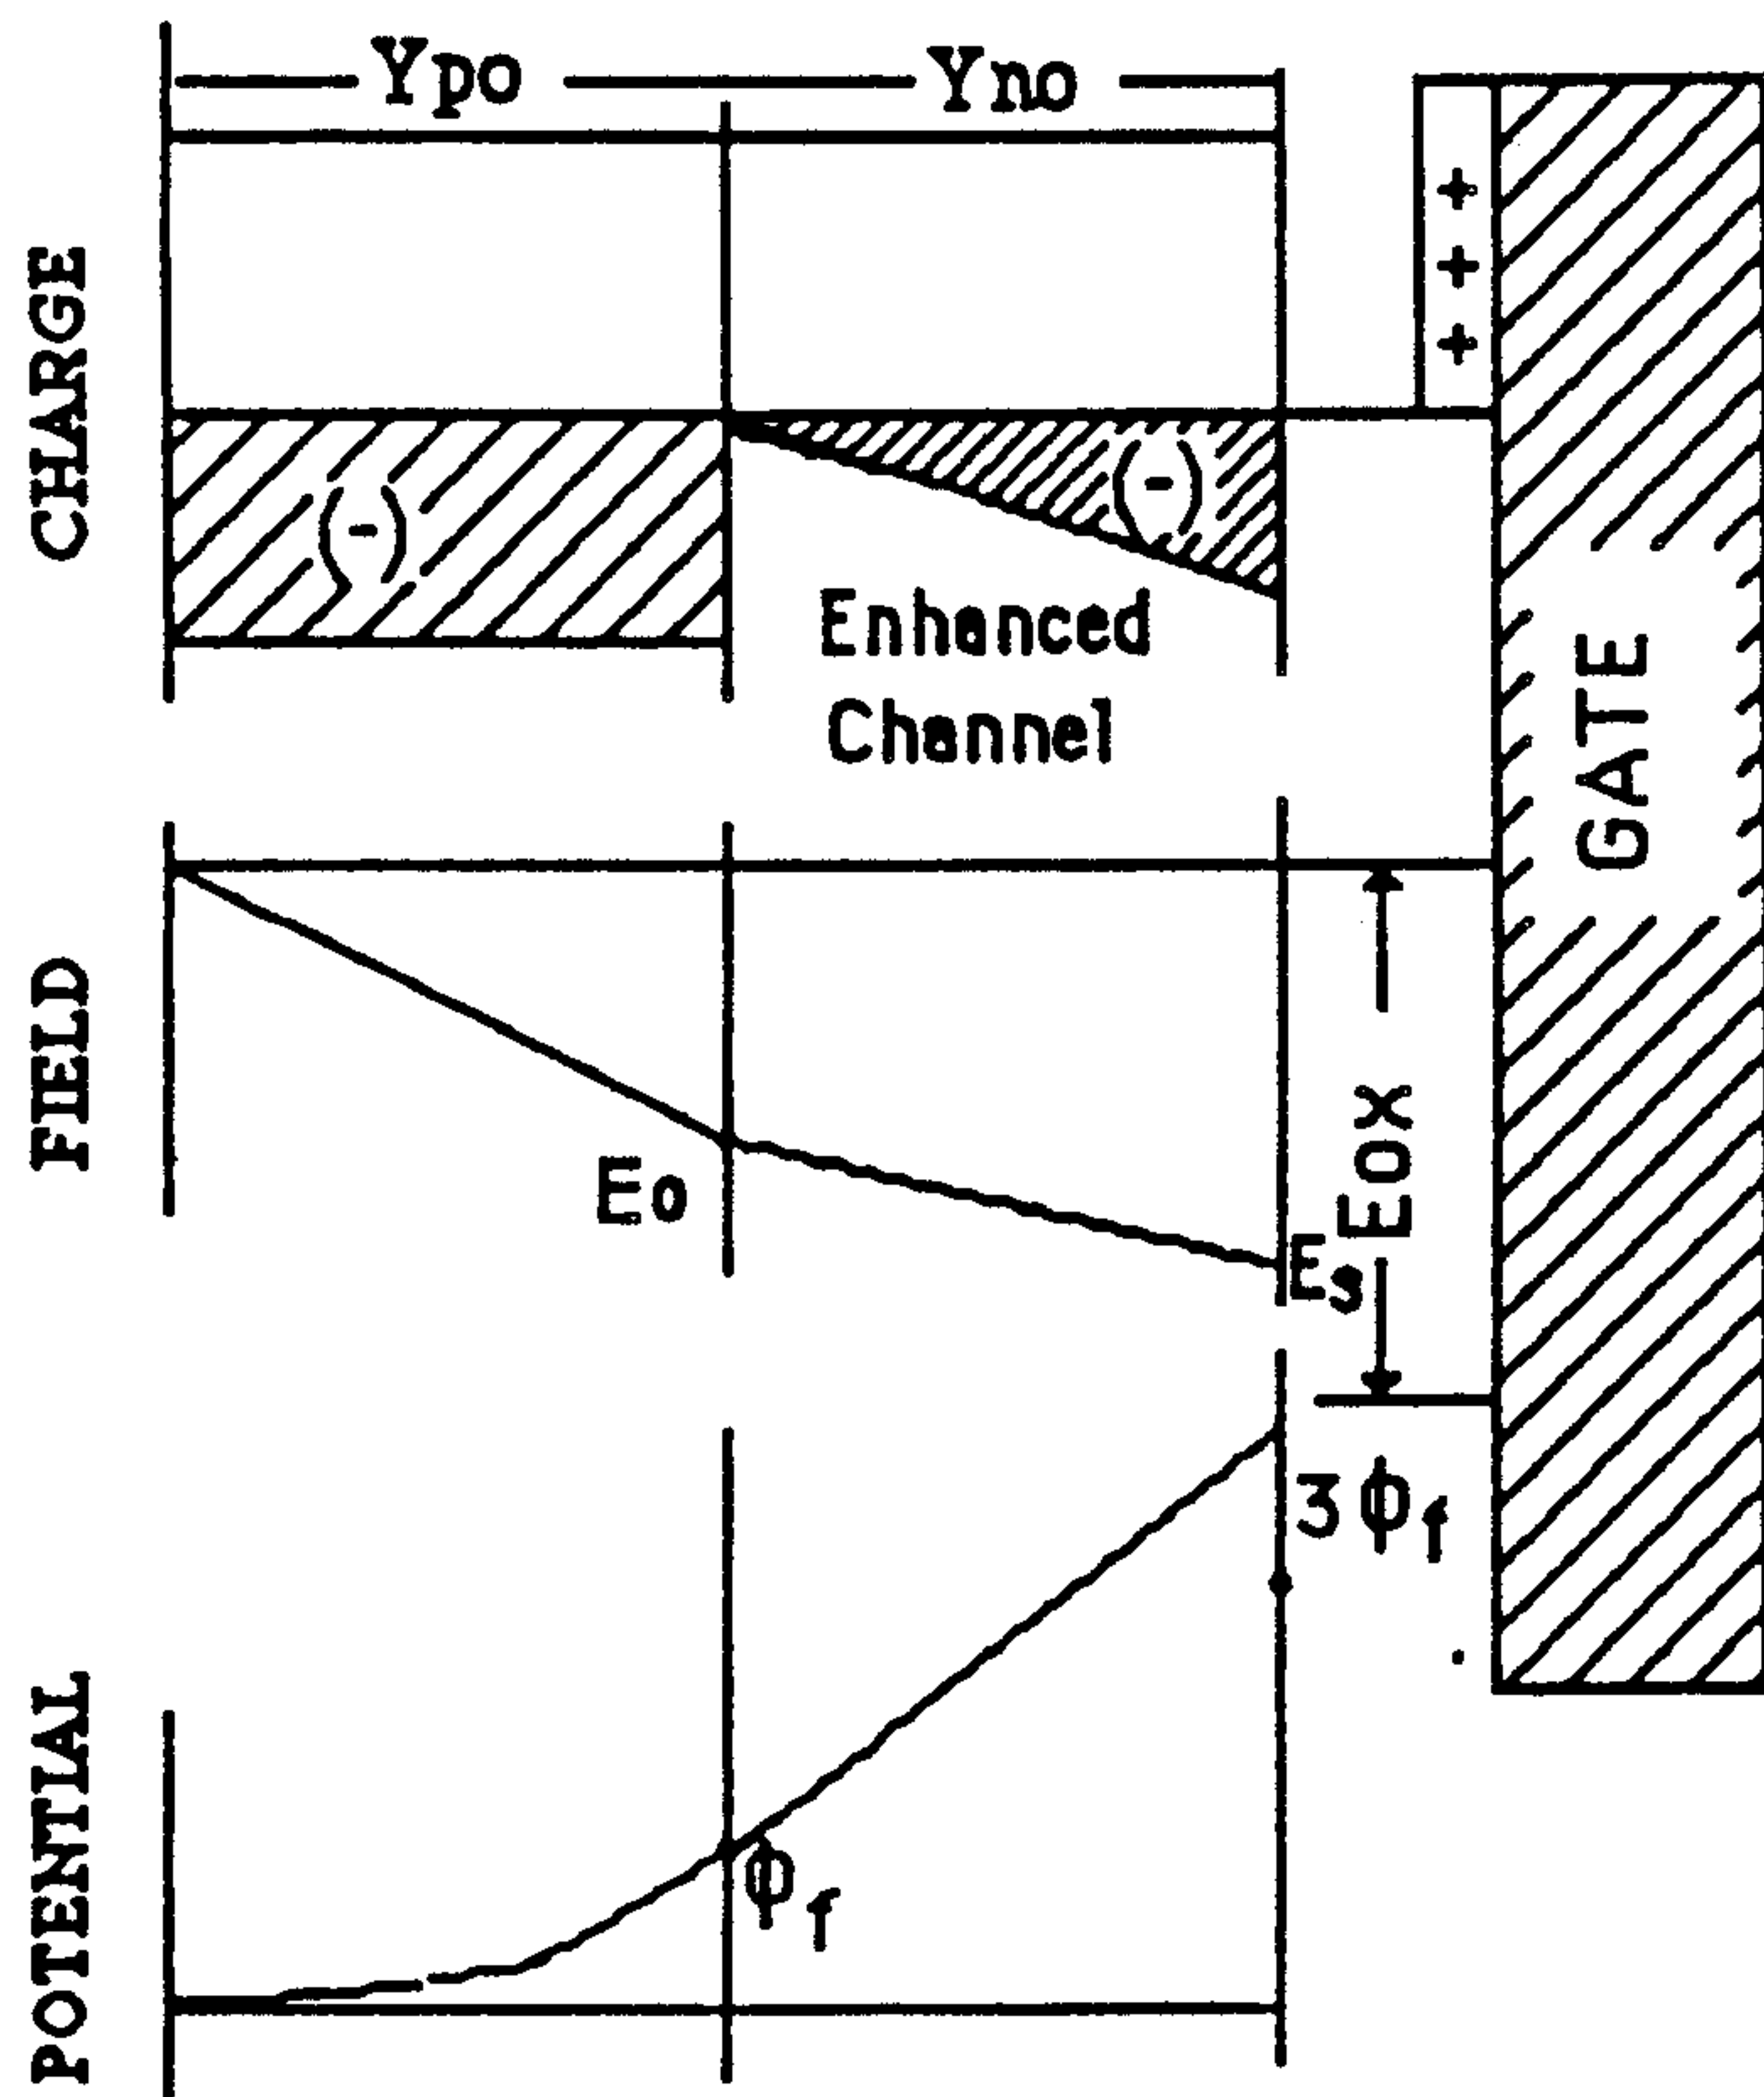 Ypo Yno
CHARGE
+
+
+
(-)
(-)
Enhanced
Channel
GATE
FIELD
Eo
Es
EOX
3ϕf
ϕf
POTENTIAL